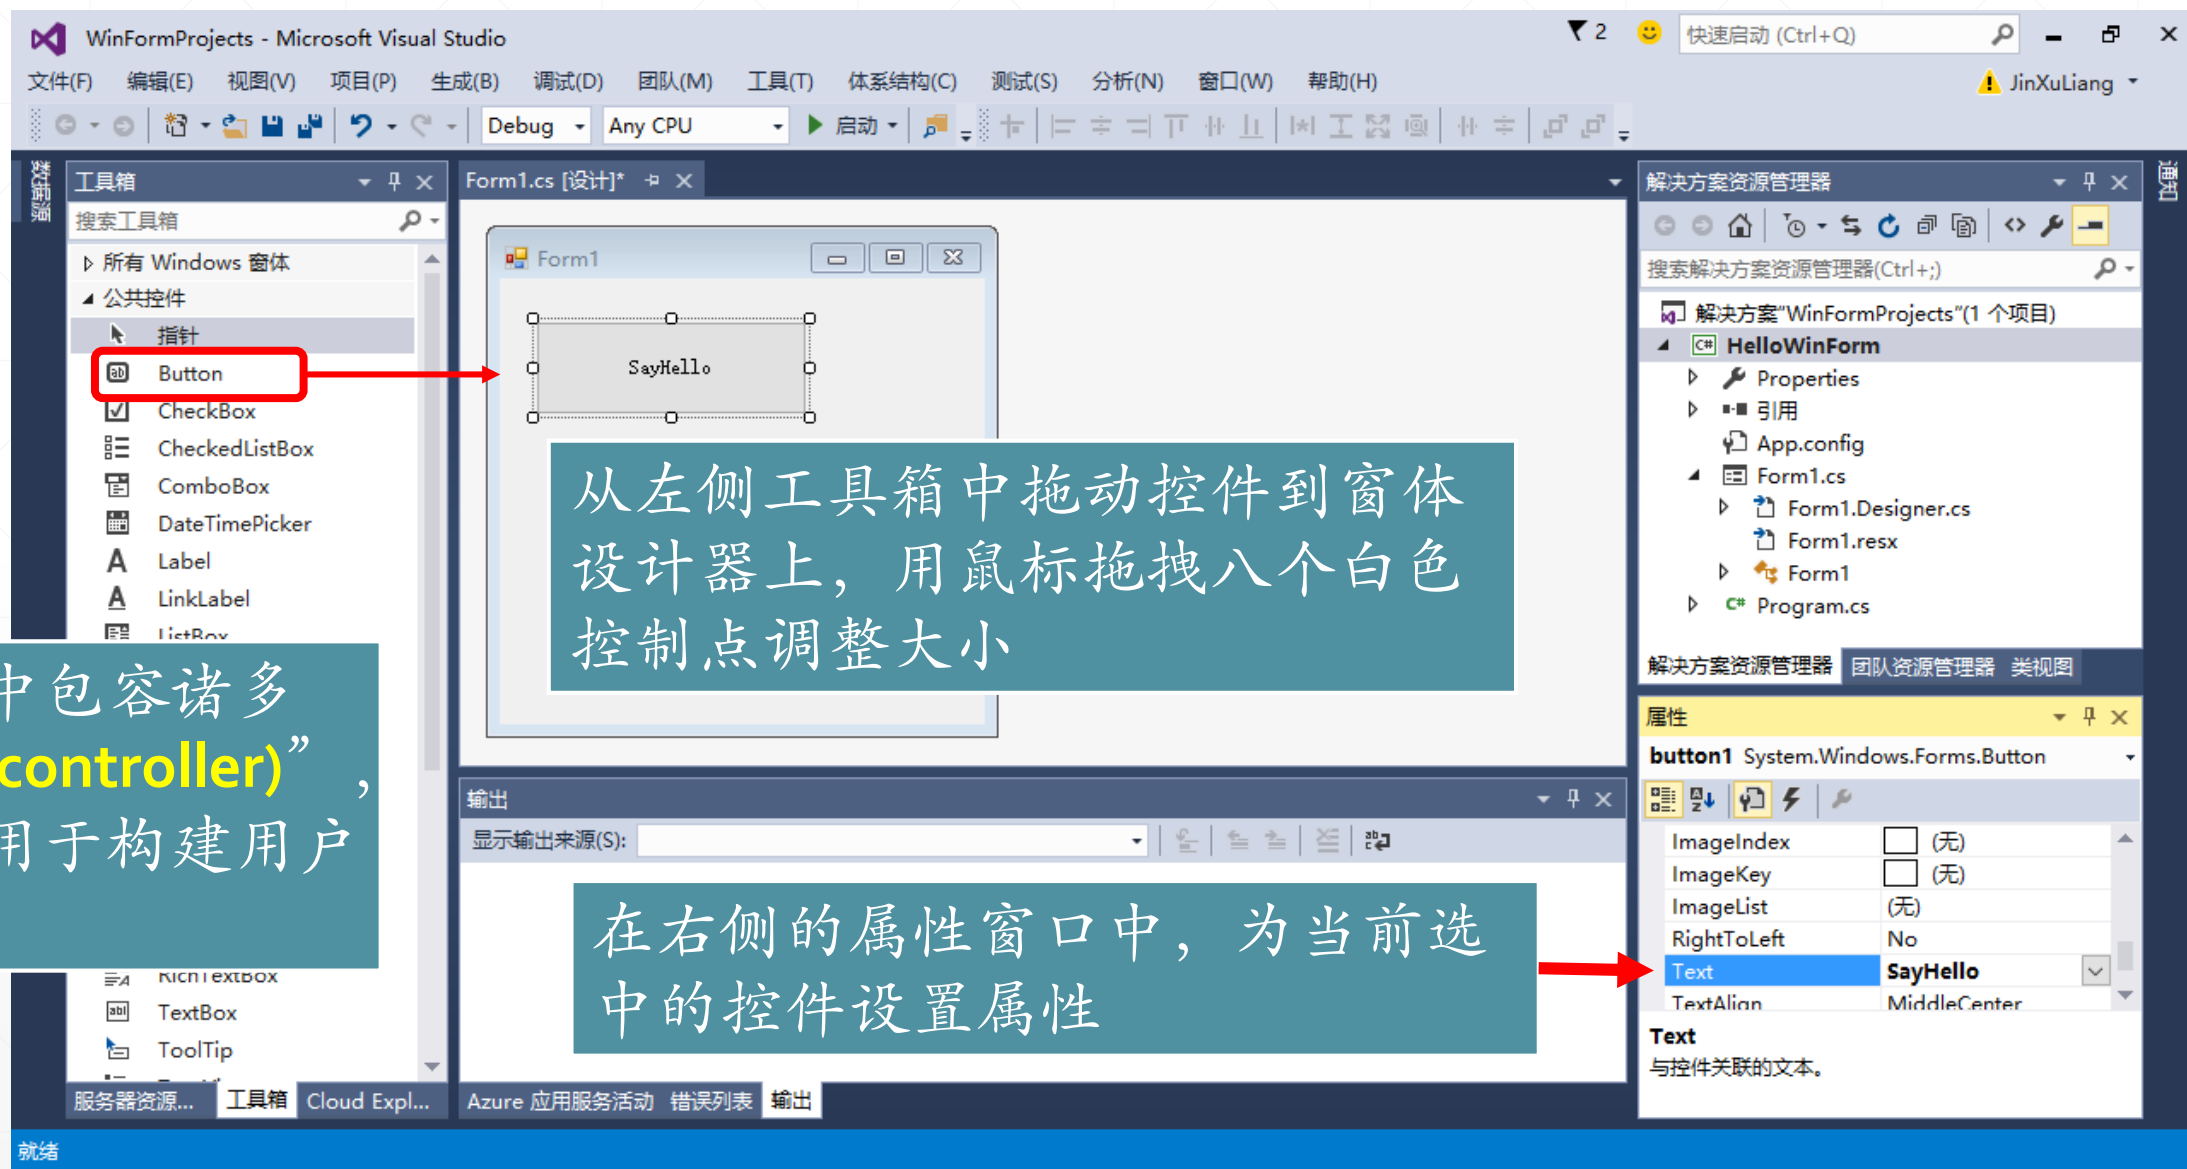 WinFormProjects - Microsoft Visual Studio
2
快速启动 (Ctrl+Q)
文件(F) 编辑(E) 视图(V) 项目(P) 生成(B) 调试(D) 团队(M) 工具(T) 体系结构(C) 测试(S) 分析(N) 窗口(W) 帮助(H)
JinXuLiang
Debug
Any CPU
启动
数据源
工具箱
搜索工具箱
所有 Windows 窗体
公共控件
指针
Button
CheckBox
CheckedListBox
ComboBox
DateTimePicker
Label
LinkLabel
ListBox
中包容诸多
controller)”,
用于构建用户
RichTextBox
TextBox
ToolTip
服务器资源... 工具箱 Cloud Expl...
Form1.cs [设计]*
Form1
SayHello
从左侧工具箱中拖动控件到窗体
设计器上，用鼠标拖拽八个白色
控制点调整大小
输出
显示输出来源(S):
在右侧的属性窗口中，为当前选
中的控件设置属性
Azure 应用服务活动 错误列表 输出
解决方案资源管理器
搜索解决方案资源管理器(Ctrl+;)
解决方案"WinFormProjects"(1 个项目)
HelloWinForm
Properties
引用
App.config
Form1.cs
Form1.Designer.cs
Form1.resx
Form1
Program.cs
解决方案资源管理器 团队资源管理器 类视图
属性
button1 System.Windows.Forms.Button
ImageIndex (无)
ImageKey (无)
ImageList (无)
RightToLeft No
Text SayHello
TextAlign MiddleCenter
Text
与控件关联的文本。
通知
就绪